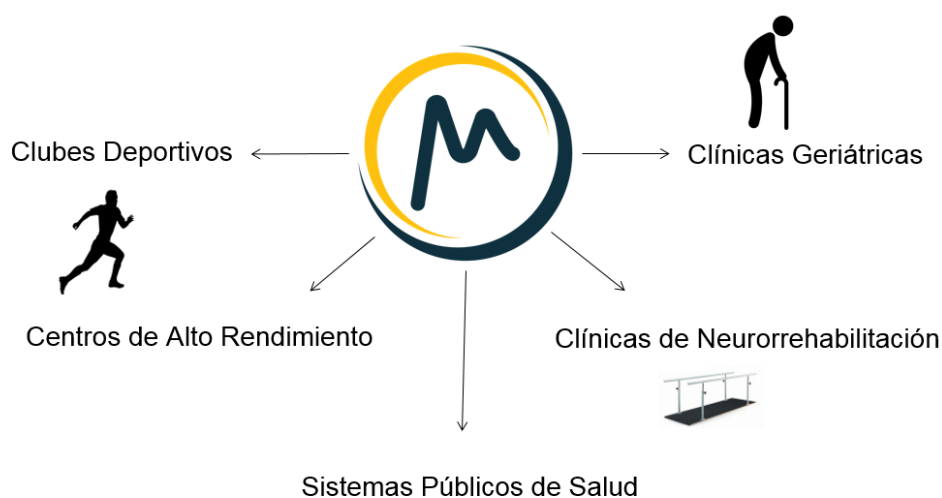 Clubes Deportivos
Clínicas Geriátricas
Centros de Alto Rendimiento
Clínicas de Neurorrehabilitación
Sistemas Públicos de Salud